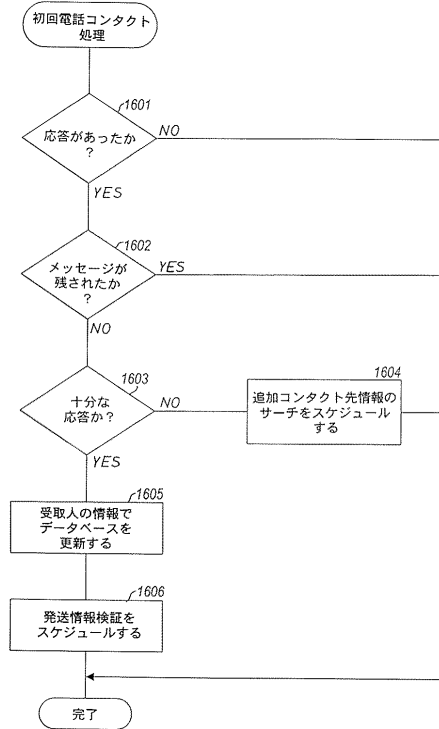 初回電話コンタクト
処理
1601
応答があったか
?
NO
YES
1602
メッセージが
残されたか
?
YES
NO
1603
十分な
応答か?
NO
1604
追加コンタクト先情報の
サーチをスケジュール
する
YES
1605
受取人の情報で
データベースを
更新する
1606
発送情報検証を
スケジュールする
完了